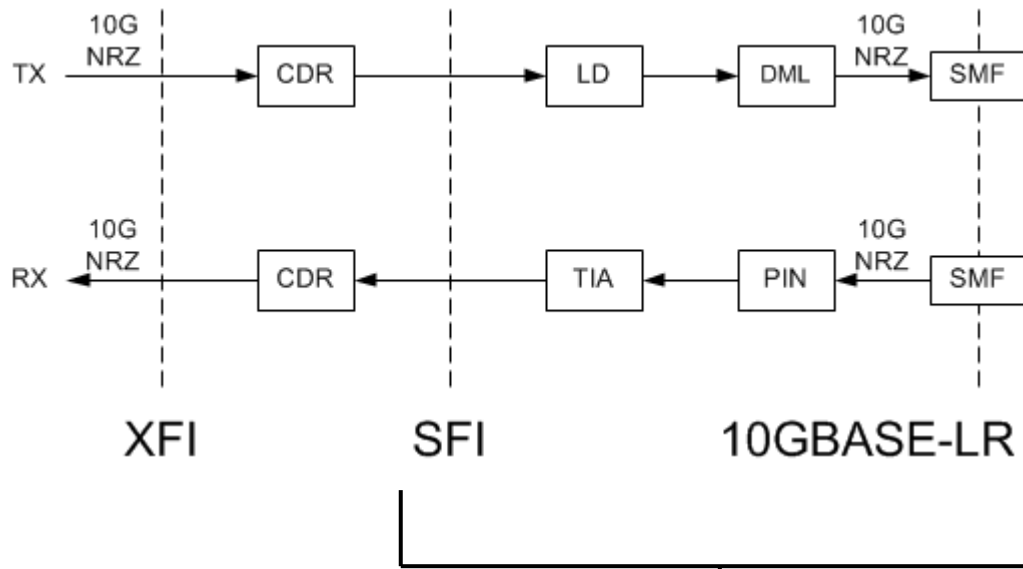 10G
NRZ
TX
CDR
LD
DML
10G
NRZ
SMF
10G
NRZ
RX
CDR
TIA
PIN
10G
NRZ
SMF
XFI
SFI
10GBASE-LR